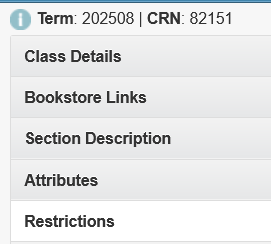 Term: 202508 | CRN: 82151
Class Details
Bookstore Links
Section Description
Attributes
Restrictions